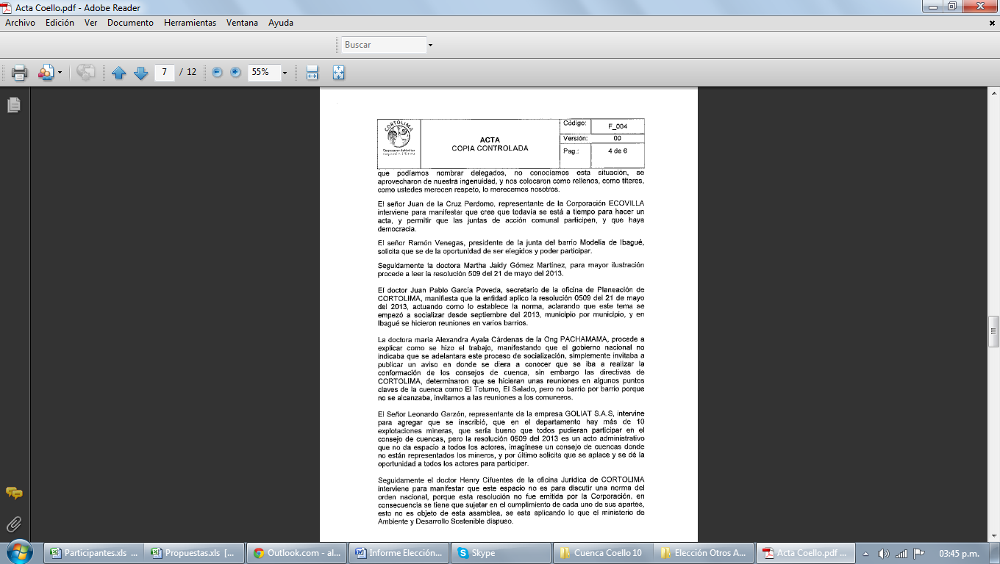 Acta Coello.pdf - Adobe Reader
Archivo Edición Ver Documento Herramientas Ventana Ayuda
Buscar
7 / 12 55%
CORTOLIMA
ACTA
COPIA CONTROLADA
Código: F_004
Versión: 00
Pag.: 4 de 6
que podíamos nombrar delegados, no conocíamos esta situación, se
aprovecharon de nuestra ingenuidad, y nos colocaron como rellenos, como títeres,
como ustedes merecen respeto, lo merecemos nosotros.
El señor Juan de la Cruz Perdomo, representante de la Corporación ECOVILLA
interviene para manifestar que cree que todavía se está a tiempo para hacer un
acta, y permitir que las juntas de acción comunal participen, y que haya
democracia.
El señor Ramón Venegas, presidente de la junta del barrio Modelia de Ibagué,
solicita que se de la oportunidad de ser elegidos y poder participar.
Seguidamente la doctora Martha Jaidy Gómez Martínez, para mayor ilustración
procede a leer la resolución 509 del 21 de mayo del 2013.
El doctor Juan Pablo García Poveda, secretario de la oficina de Planeación de
CORTOLIMA, manifiesta que la entidad aplico la resolución 0509 del 21 de mayo
del 2013, actuando como lo establece la norma, aclarando que este tema se
empezó a socializar desde septiembre del 2013, municipio por municipio, y en
Ibagué se hicieron reuniones en varios barrios.
La doctora maria Alexandra Ayala Cárdenas de la Ong PACHAMAMA, procede a
explicar como se hizo el trabajo, manifestando que el gobierno nacional no
indicaba que se adelantara este proceso de socialización, simplemente invitaba a
publicar un aviso en donde se diera a conocer que se iba a realizar la
conformación de los consejos de cuenca, sin embargo las directivas de
CORTOLIMA, determinaron que se hicieran unas reuniones en algunos puntos
claves de la cuenca como El Totumo, El Salado, pero no barrio por barrio porque
no se alcanzaba, invitamos a las reuniones a los comuneros.
El Señor Leonardo Garzón, representante de la empresa GOLIAT S.A.S, intervine
para agregar que se inscribió, que en el departamento hay más de 10
explotaciones mineras, que sería bueno que todos pudieran participar en el
consejo de cuencas, pero la resolución 0509 del 2013 es un acto administrativo
que no da espacio a todos los actores, imagínese un consejo de cuencas donde
no están representados los mineros, y por último solicita que se aplace y se dé la
oportunidad a todos los actores para participar.
Seguidamente el doctor Henry Cifuentes de la oficina Jurídica de CORTOLIMA
interviene para manifestar que este espacio no es para discutir una norma del
orden nacional, porque esta resolución no fue emitida por la Corporación, en
consecuencia se tiene que sujetar en el cumplimiento de cada uno de sus apartes,
esto no es objeto de esta asamblea, se esta aplicando lo que el ministerio de
Ambiente y Desarrollo Sostenible dispuso.
Participantes.xls ... Propuestas.xls [... Outlook.com - al... Informe Elección... Skype Cuenca Coello 10 Elección Otros A... Acta Coello.pdf ... 03:45 p.m.